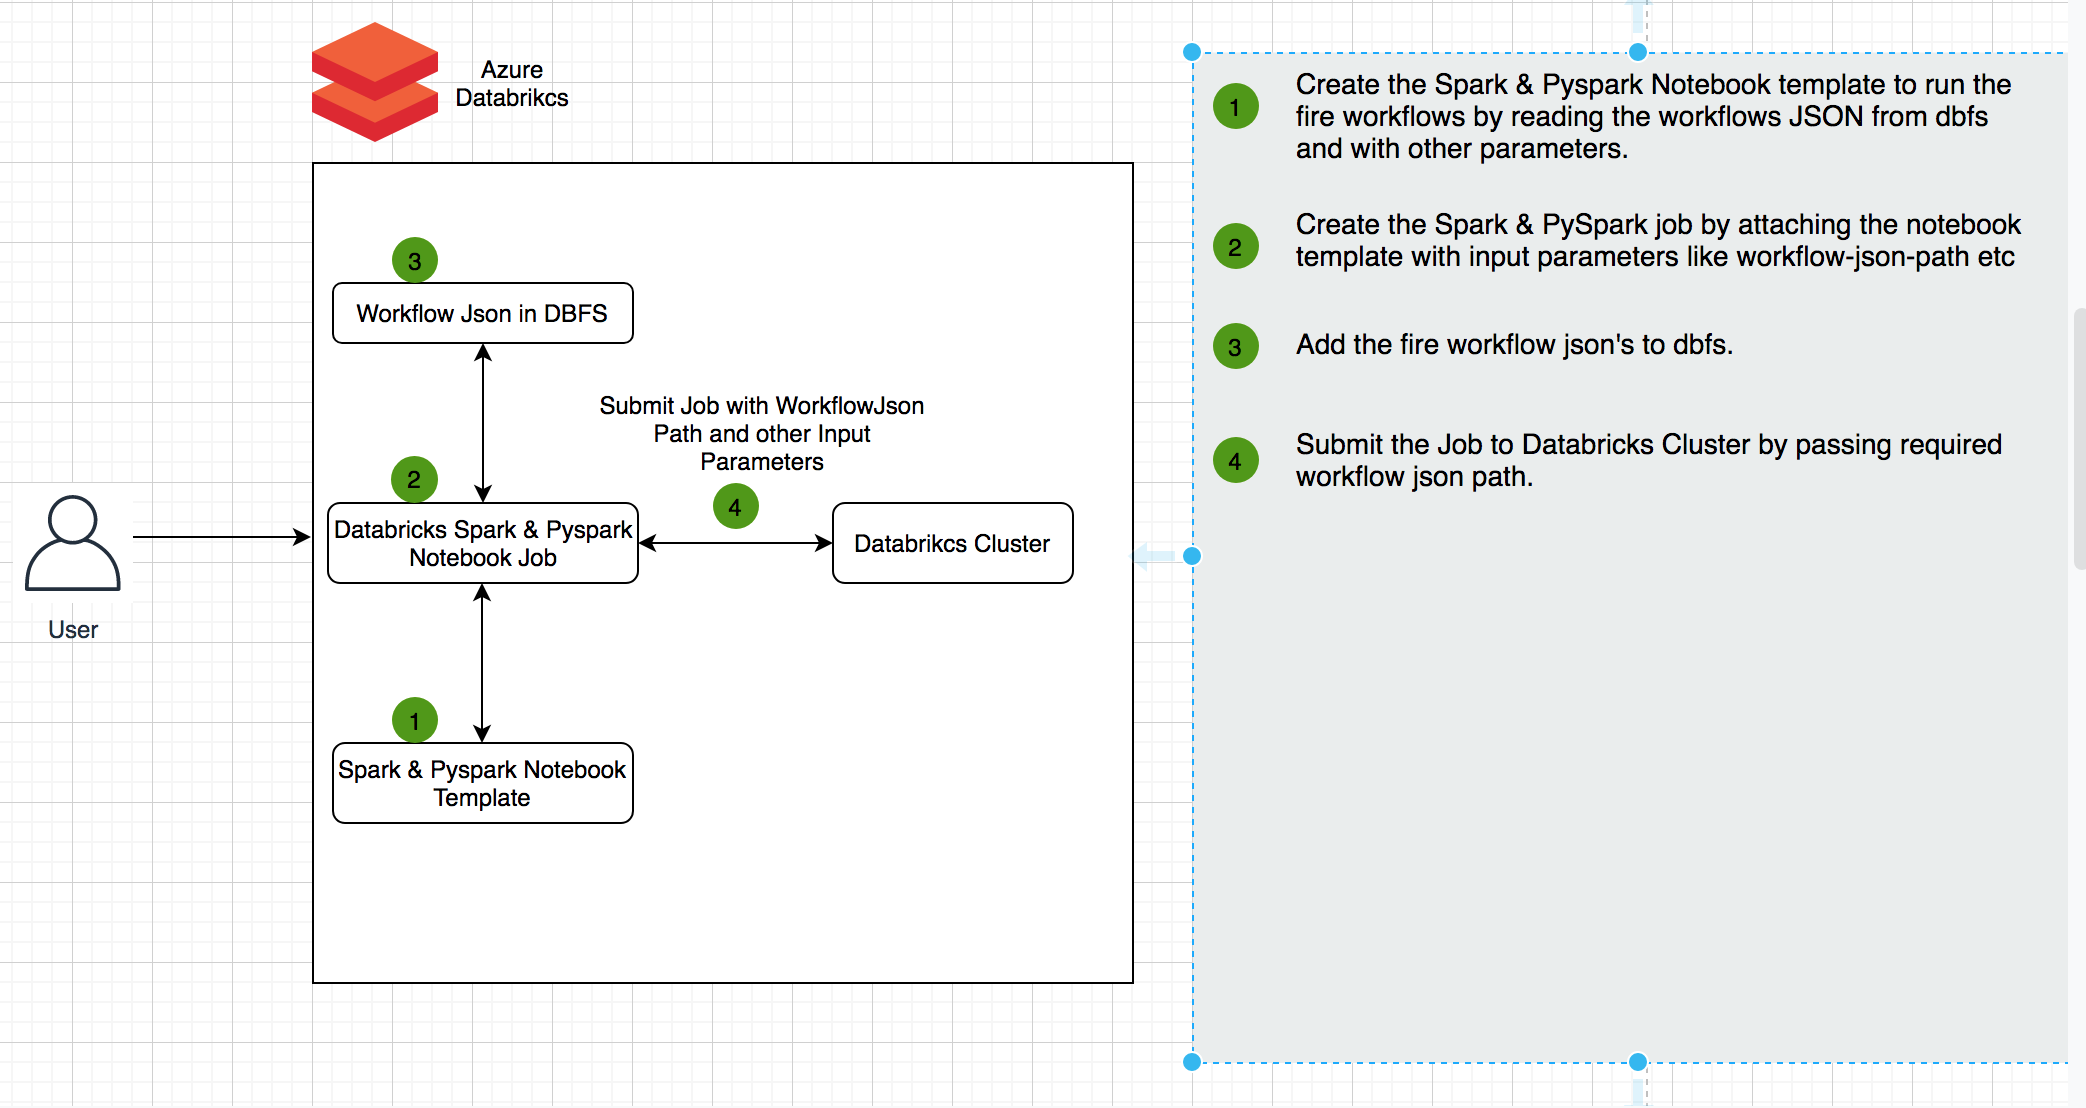 Azure
Databrikcs
3
Workflow Json in DBFS
Submit Job with WorkflowJson
Path and other Input
Parameters
2
4
Databricks Spark & Pyspark
Notebook Job
Databrikcs Cluster
User
1
Spark & Pyspark Notebook
Template
1
Create the Spark & Pyspark Notebook template to run the
fire workflows by reading the workflows JSON from dbfs
and with other parameters.
2
Create the Spark & PySpark job by attaching the notebook
template with input parameters like workflow-json-path etc
3
Add the fire workflow json's to dbfs.
4
Submit the Job to Databricks Cluster by passing required
workflow json path.